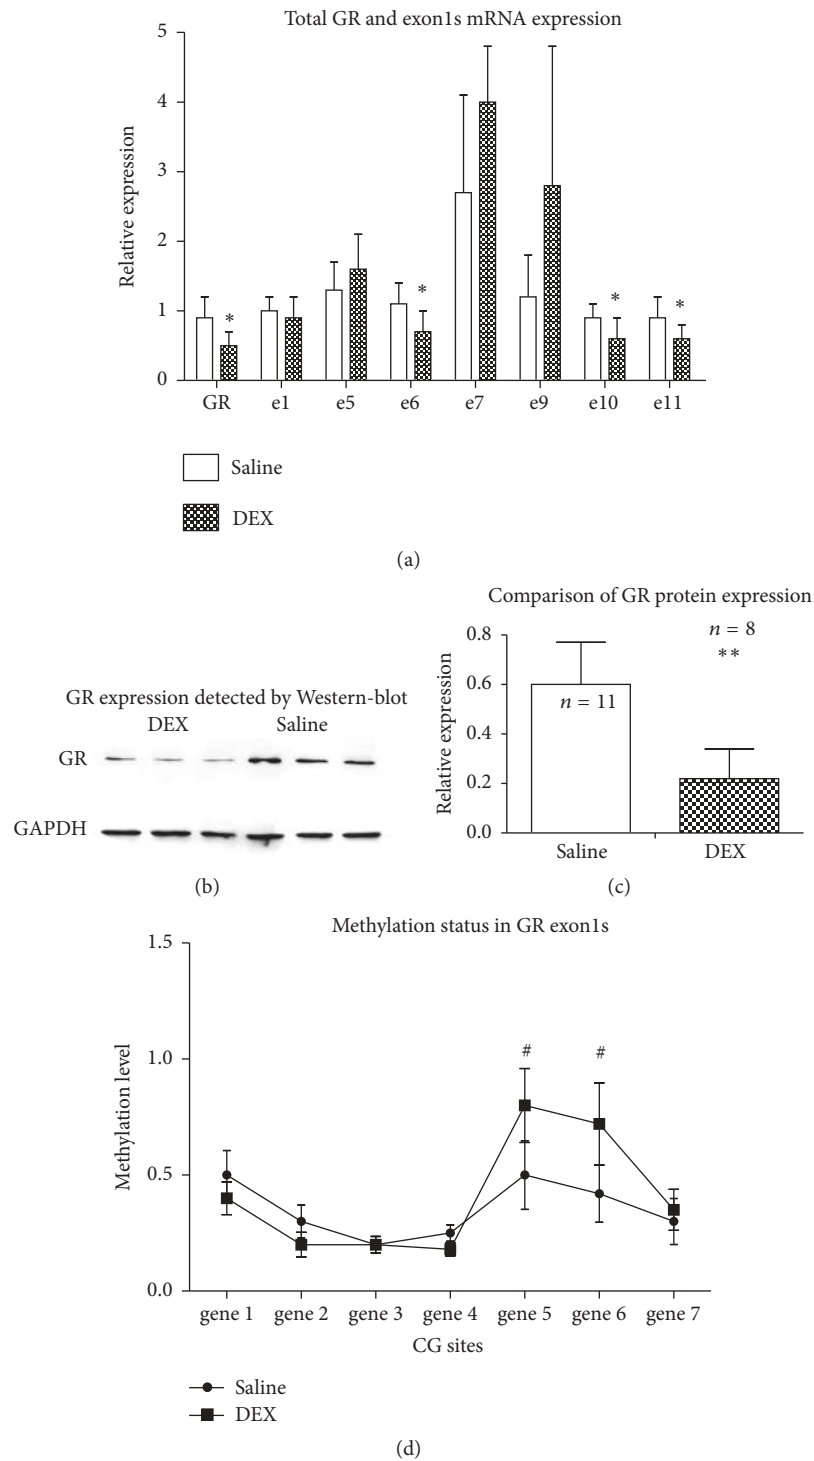 Total GR and exon1s mRNA expression
Relative expression
5
4
3
2
1
0
*
*
*
*
GR e1 e5 e6 e7 e9 e10 e11
Saline
DEX
(a)
GR expression detected by Western-blot
DEX Saline
GR
GAPDH
(b)
Comparison of GR protein expression
Relative expression
0.8
0.6
0.4
0.2
0.0
n = 11
n = 8
**
Saline DEX
(c)
Methylation status in GR exon1s
Methylation level
1.5
1.0
0.5
0.0
# #
gene 1 gene 2 gene 3 gene 4 gene 5 gene 6 gene 7
CG sites
Saline
DEX
(d)